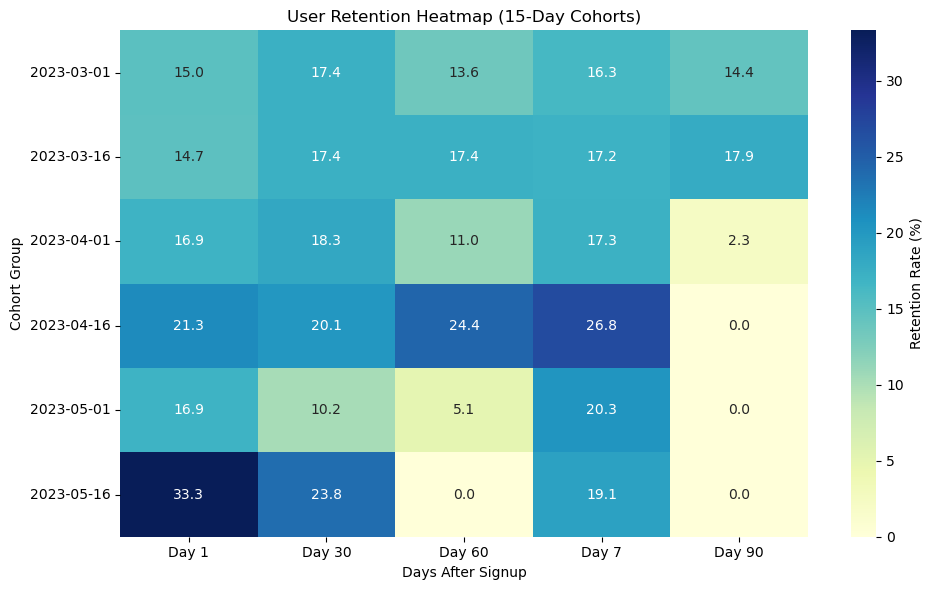 User Retention Heatmap (15-Day Cohorts)
Cohort Group
2023-03-01 15.0 17.4 13.6 16.3 14.4
2023-03-16 14.7 17.4 17.4 17.2 17.9
2023-04-01 16.9 18.3 11.0 17.3 2.3
2023-04-16 21.3 20.1 24.4 26.8 0.0
2023-05-01 16.9 10.2 5.1 20.3 0.0
2023-05-16 33.3 23.8 0.0 19.1 0.0
Day 1 Day 30 Day 60 Day 7 Day 90
Days After Signup
30
25
20
15
10
5
0
Retention Rate (%)